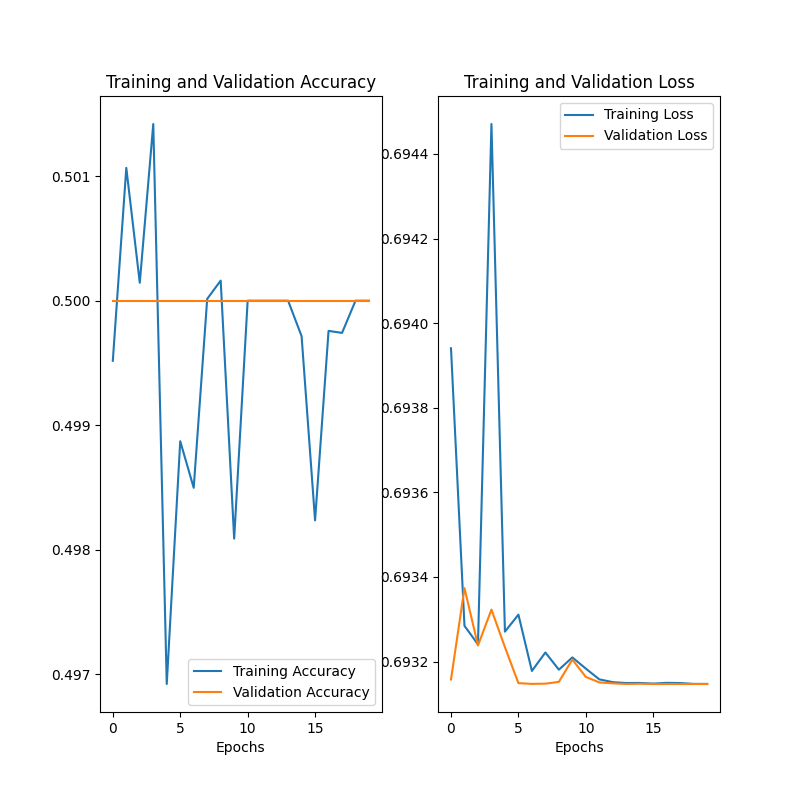 Training and Validation Accuracy
0.501
0.500
0.499
0.498
0.497
Training Accuracy
Validation Accuracy
0 5 10 15
Epochs
Training and Validation Loss
Training Loss
Validation Loss
0.6944
0.6942
0.6940
0.6938
0.6936
0.6934
0.6932
0 5 10 15
Epochs